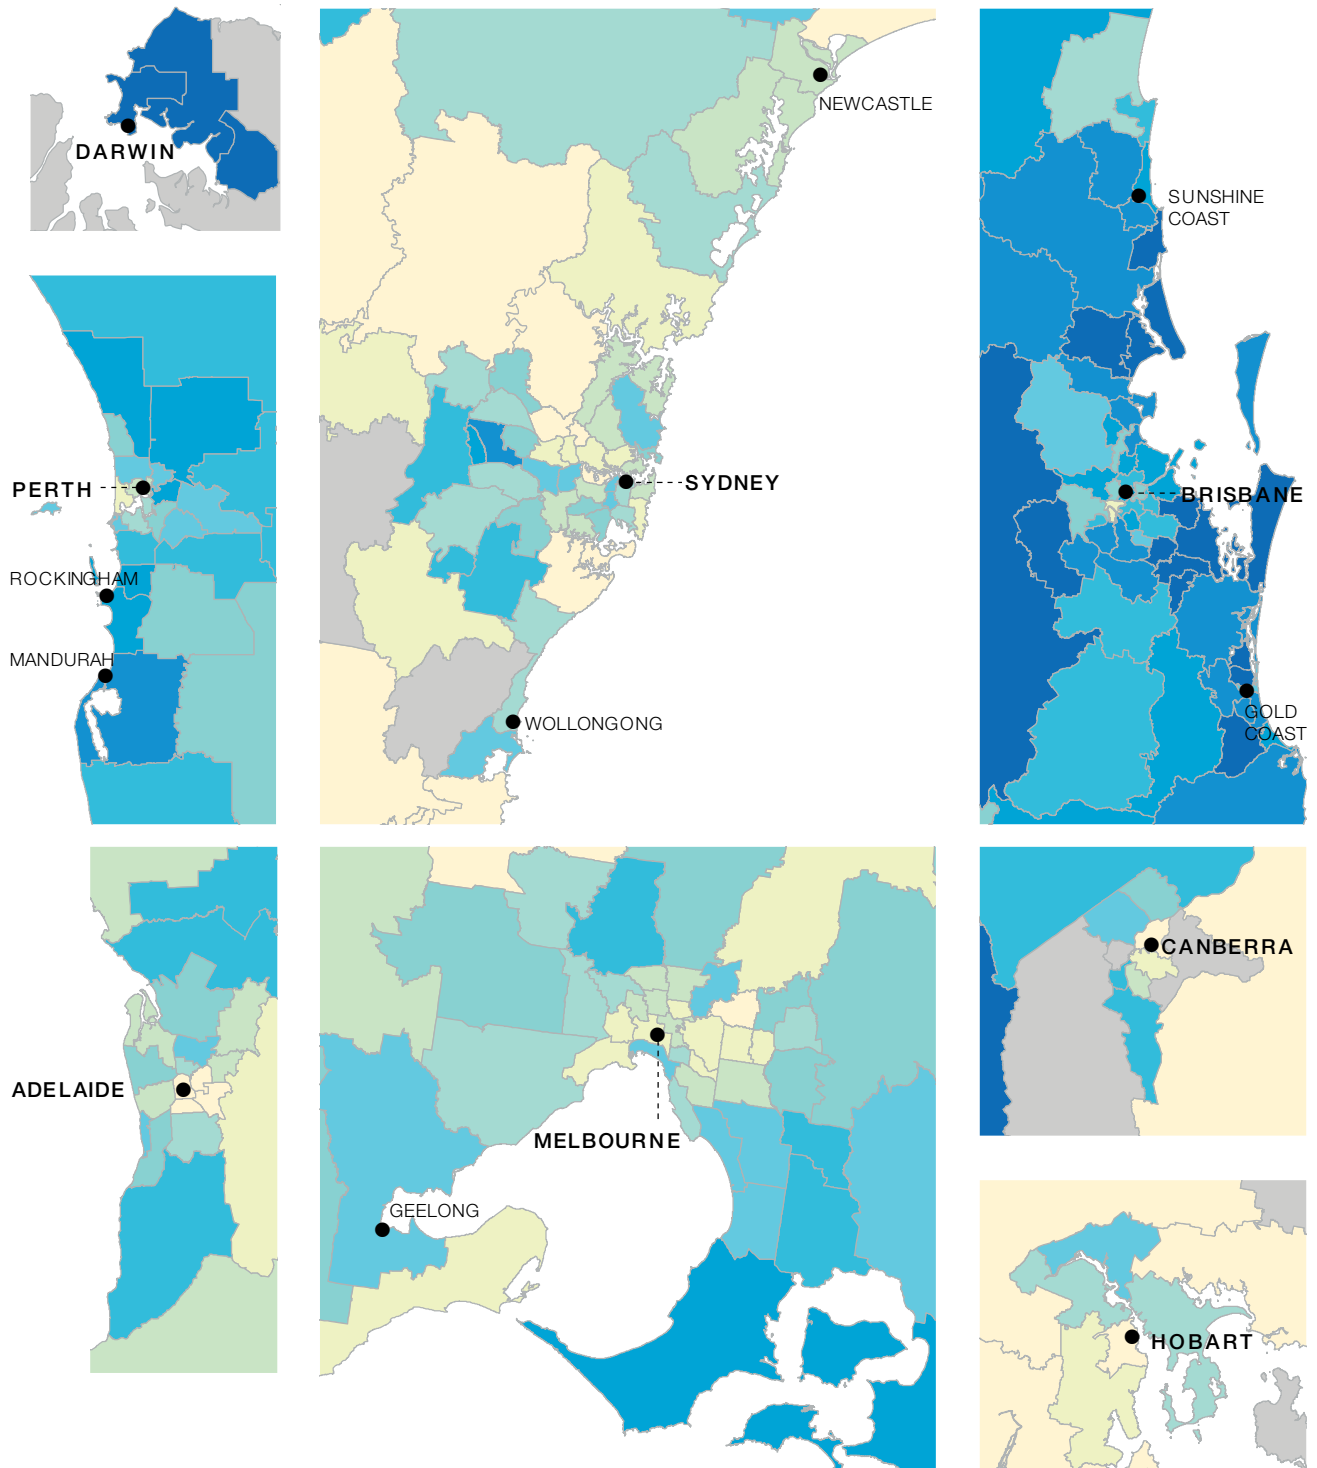 NEWCASTLE
DARWIN
SUNSHINE
COAST
PERTH
SYDNEY
BRISBANE
ROCKINGHAM
MANDURAH
WOLLONGONG
GOLD
COAST
CANBERRA
ADELAIDE
MELBOURNE
GEELONG
HOBART